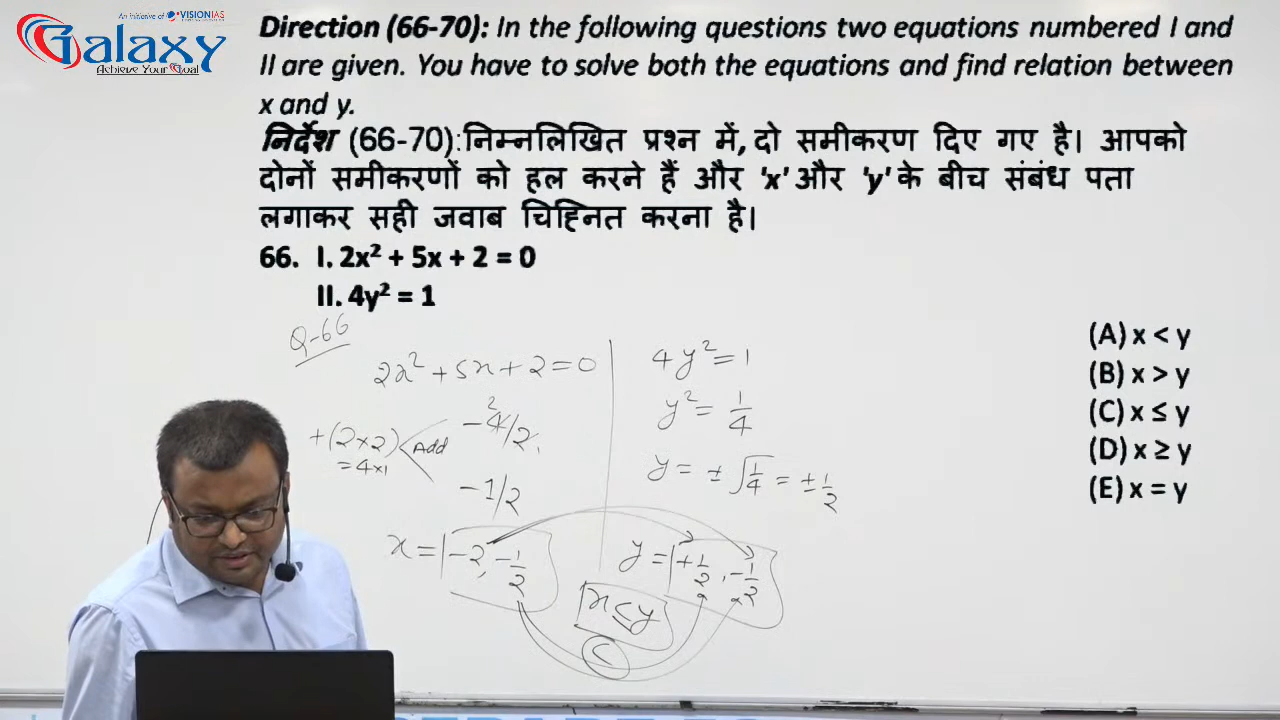 An initiative of VISIONIAS
Galaxy
Achieve Your Goal
Direction (66-70): In the following questions two equations numbered I and
II are given. You have to solve both the equations and find relation between
x and y.
निर्देश (66-70):निम्नलिखित प्रश्न में, दो समीकरण दिए गए है। आपको
दोनों समीकरणों को हल करने हैं और 'x' और 'y' के बीच संबंध पता
लगाकर सही जवाब चिह्नित करना है।
66. I. 2x² + 5x + 2 = 0
II. 4y² = 1
(A) x < y
(B) x > y
(C) x ≤ y
(D) x ≥ y
(E) x = y
Q-66
2x² + 5x + 2 = 0
+(2×2)
= 4×1
Add
-4/2, 2
-1/2
x = -2, -1/2
4y² = 1
y² = 1/4
y = ± √1/4 = ± 1/2
y = +1/2, -1/2
x ≤ y
C